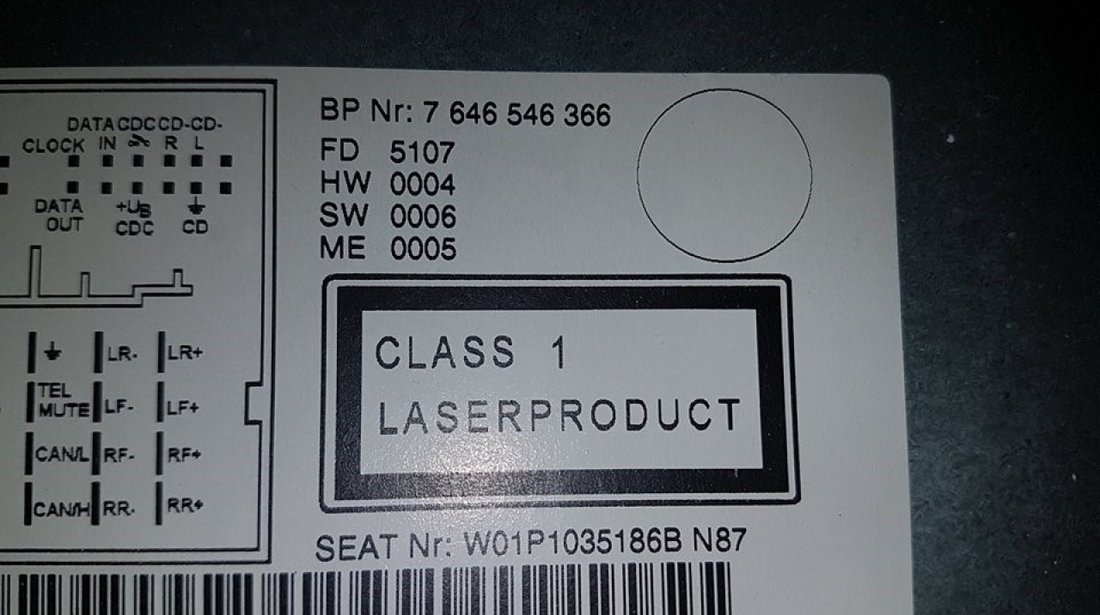 DATA CDC CD- CD-
CLOCK IN R L
DATA OUT +UB CDC CD
LR- LR+
TEL MUTE LF- LF+
CAN/L RF- RF+
CAN/H RR- RR+
BP Nr: 7 646 546 366
FD 5107
HW 0004
SW 0006
ME 0005
CLASS 1
LASERPRODUCT
SEAT Nr: W01P1035186B N87